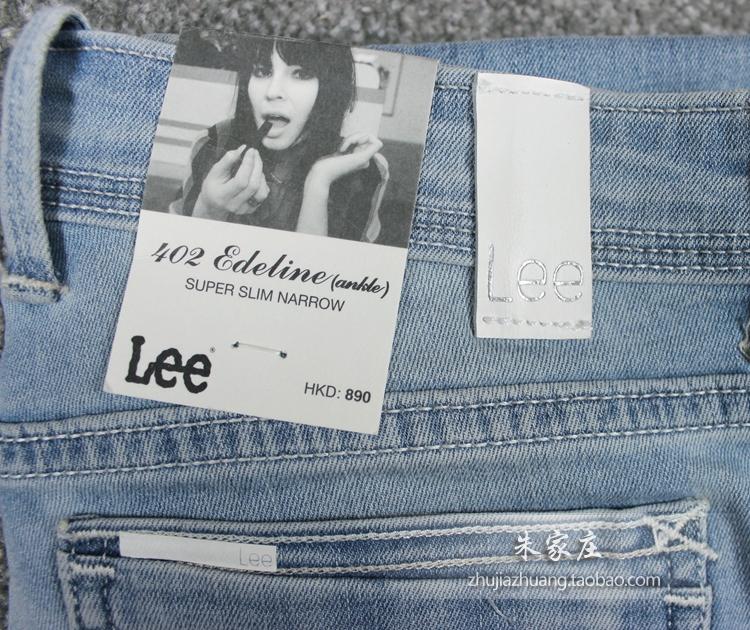 402 Edeline (ankle)
SUPER SLIM NARROW
Lee®
HKD: 890
Lee
Lee
朱家庄
zhujiazhuang.taobao.com